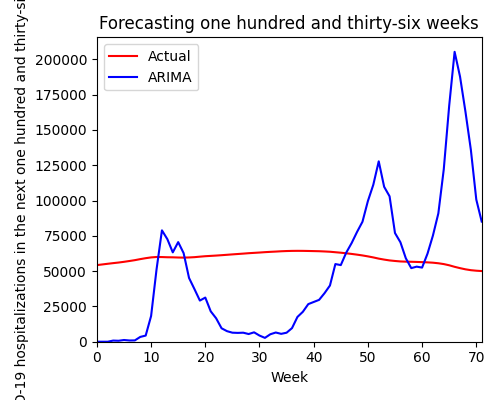 Forecasting one hundred and thirty-six weeks
D-19 hospitalizations in the next one hundred and thirty-si
200000
175000
150000
125000
100000
75000
50000
25000
0
Actual
ARIMA
0 10 20 30 40 50 60 70
Week